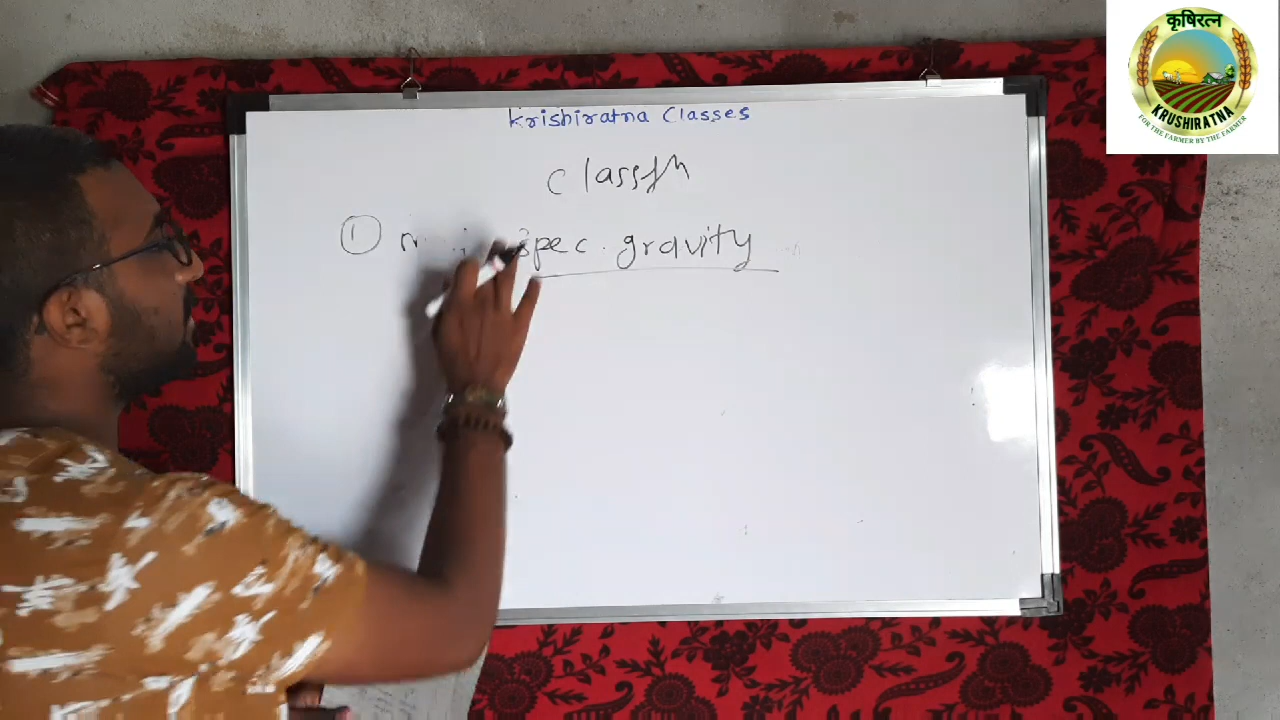 कृषिरत्न
KRUSHIRATNA
FOR THE FARMER BY THE FARMER
Krishiratna Classes
classfn
① spec. gravity